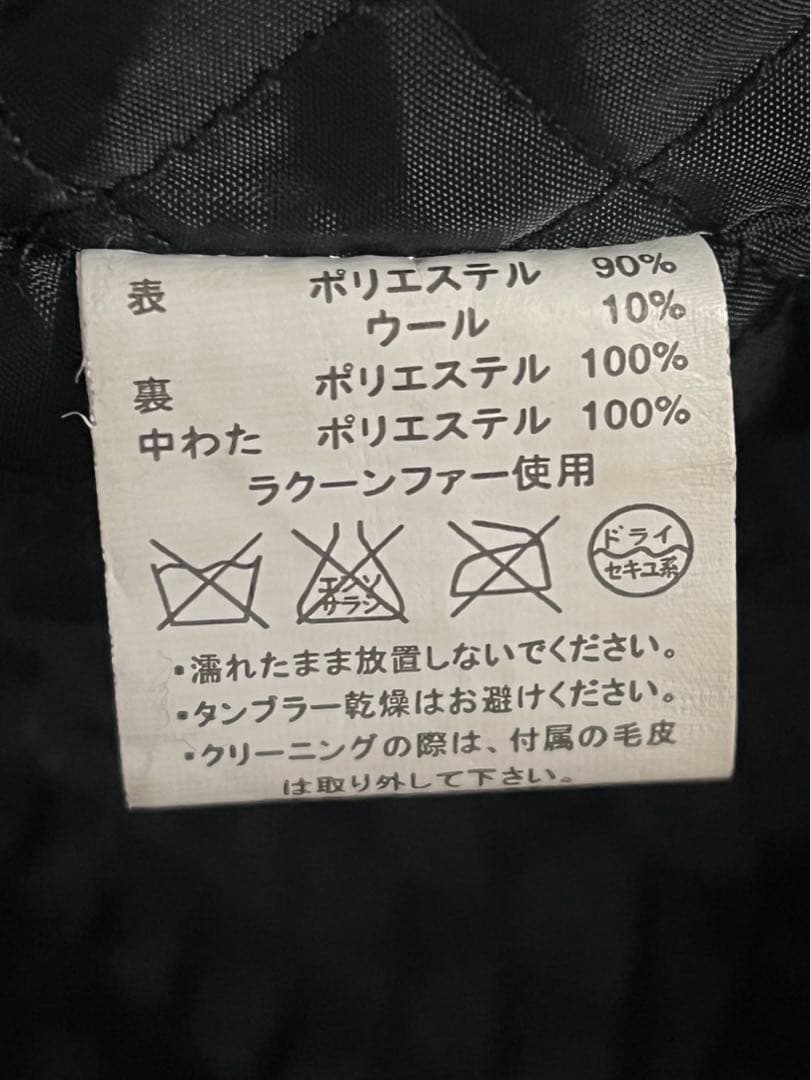 表 ポリエステル 90%
ウール 10%
裏 ポリエステル 100%
中わた ポリエステル 100%
ラクーンファー使用
エンソ
サラシ
ドライ
セキユ系
・濡れたまま放置しないでください。
・タンブラー乾燥はお避けください。
・クリーニングの際は、付属の毛皮
は取り外して下さい。